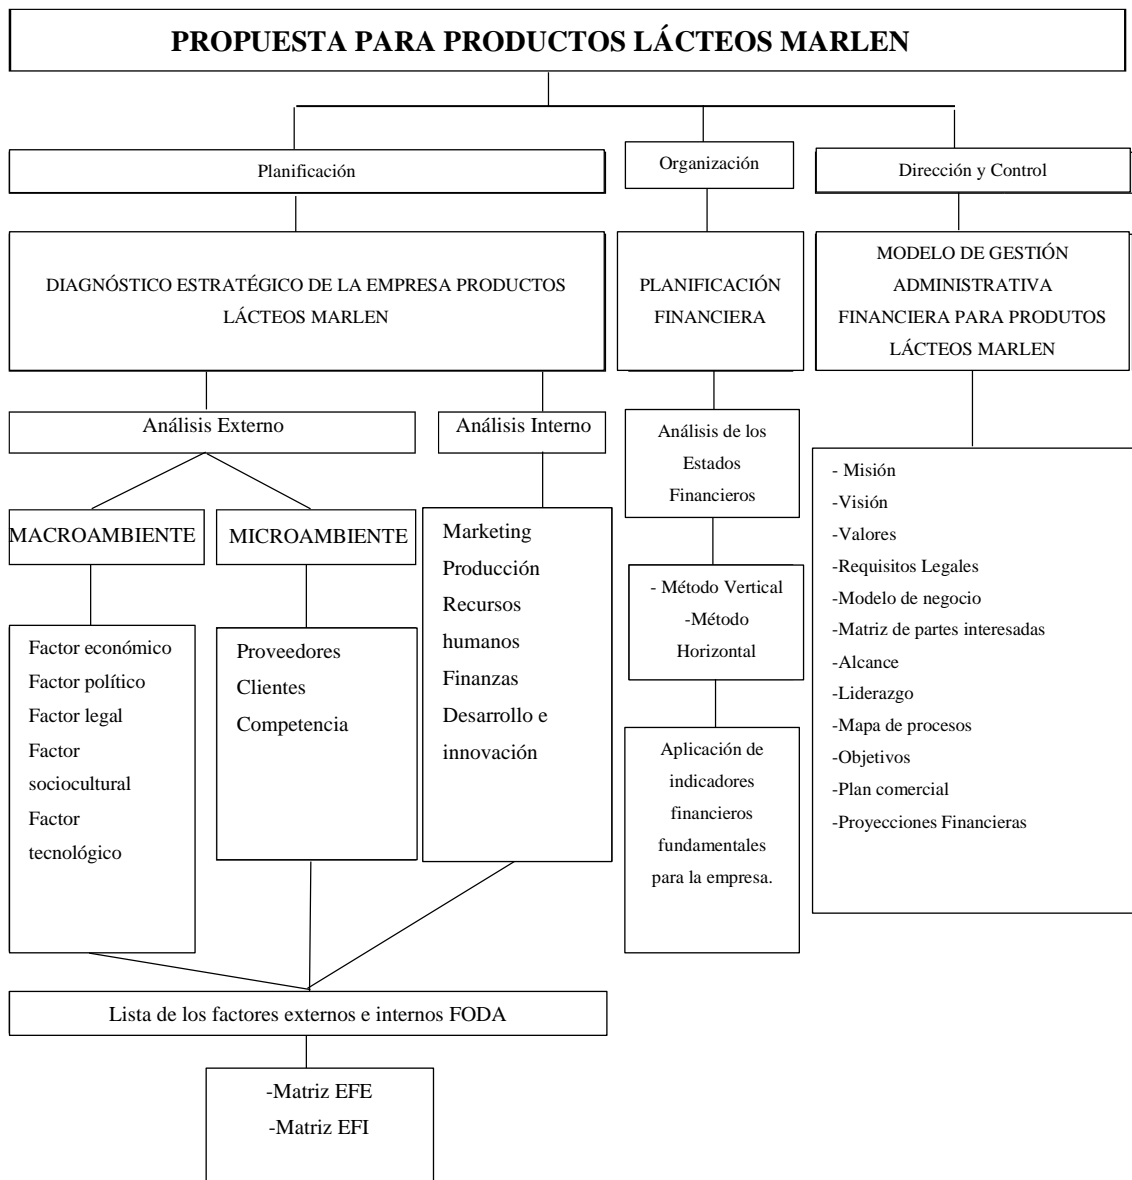 PROPUESTA PARA PRODUCTOS LÁCTEOS MARLEN
Planificación
Organización
Dirección y Control
DIAGNÓSTICO ESTRATÉGICO DE LA EMPRESA PRODUCTOS
LÁCTEOS MARLEN
PLANIFICACIÓN
FINANCIERA
MODELO DE GESTIÓN
ADMINISTRATIVA
FINANCIERA PARA PRODUTOS
LÁCTEOS MARLEN
Análisis Externo
Análisis Interno
MACROAMBIENTE
MICROAMBIENTE
Factor económico
Factor político
Factor legal
Factor
sociocultural
Factor
tecnológico
Proveedores
Clientes
Competencia
Marketing
Producción
Recursos
humanos
Finanzas
Desarrollo e
innovación
Análisis de los
Estados
Financieros
- Método Vertical
-Método
Horizontal
Aplicación de
indicadores
financieros
fundamentales
para la empresa.
- Misión
-Visión
-Valores
-Requisitos Legales
-Modelo de negocio
-Matriz de partes interesadas
-Alcance
-Liderazgo
-Mapa de procesos
-Objetivos
-Plan comercial
-Proyecciones Financieras
Lista de los factores externos e internos FODA
-Matriz EFE
-Matriz EFI